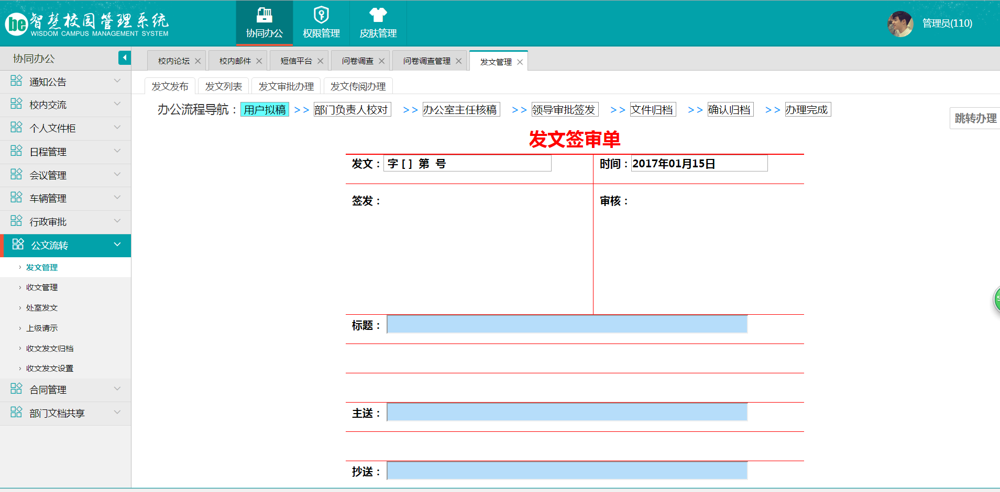 be 智慧校园管理系统
WISDOM CAMPUS MANAGEMENT SYSTEM
协同办公
权限管理
皮肤管理
管理员(110)
协同办公
校内论坛
校内邮件
短信平台
问卷调查
问卷调查管理
发文管理
通知公告
校内交流
个人文件柜
日程管理
会议管理
车辆管理
行政审批
公文流转
发文管理
收文管理
处室发文
上级请示
收文发文归档
收文发文设置
合同管理
部门文档共享
发文发布
发文列表
发文审批办理
发文传阅办理
办公流程导航：用户拟稿 >> 部门负责人校对 >> 办公室主任核稿 >> 领导审批签发 >> 文件归档 >> 确认归档 >> 办理完成
跳转办理
发文签审单
发文： 字 [ ] 第 号
时间：2017年01月15日
签发：
审核：
标题：
主送：
抄送：